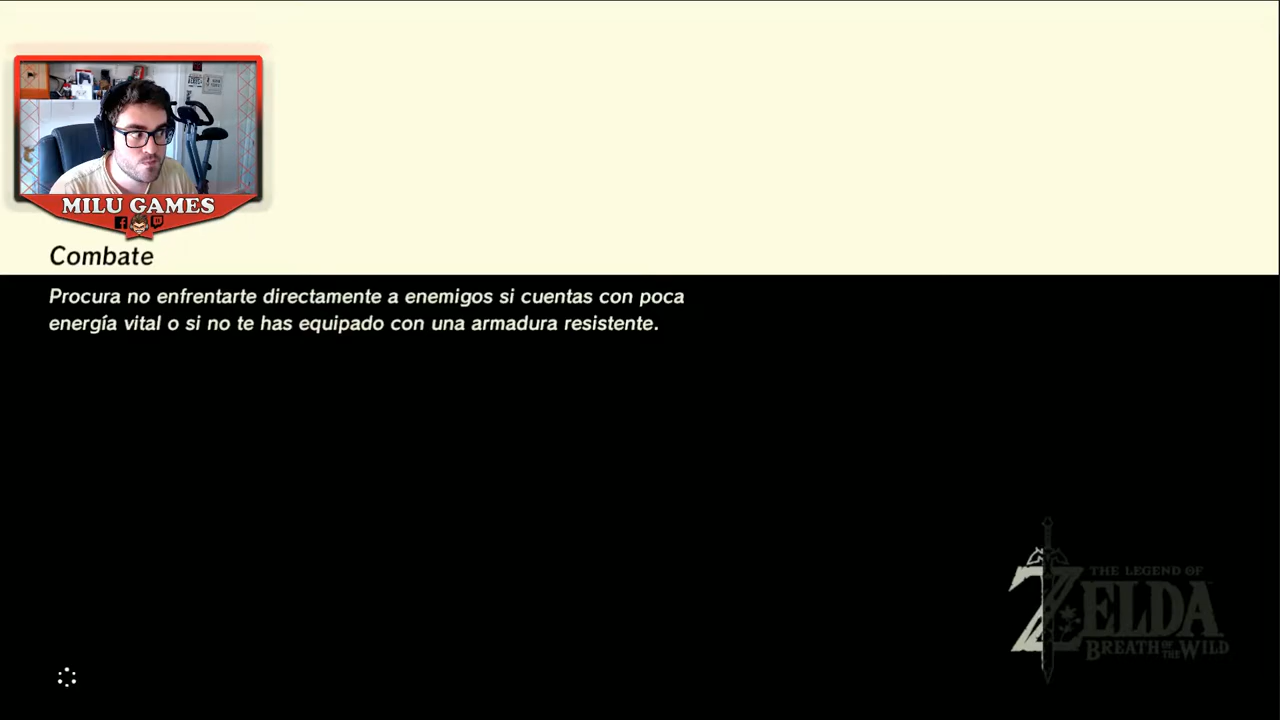 MILU GAMES
Combate
Procura no enfrentarte directamente a enemigos si cuentas con poca
energía vital o si no te has equipado con una armadura resistente.
THE LEGEND OF
ZELDA
BREATH OF THE WILD